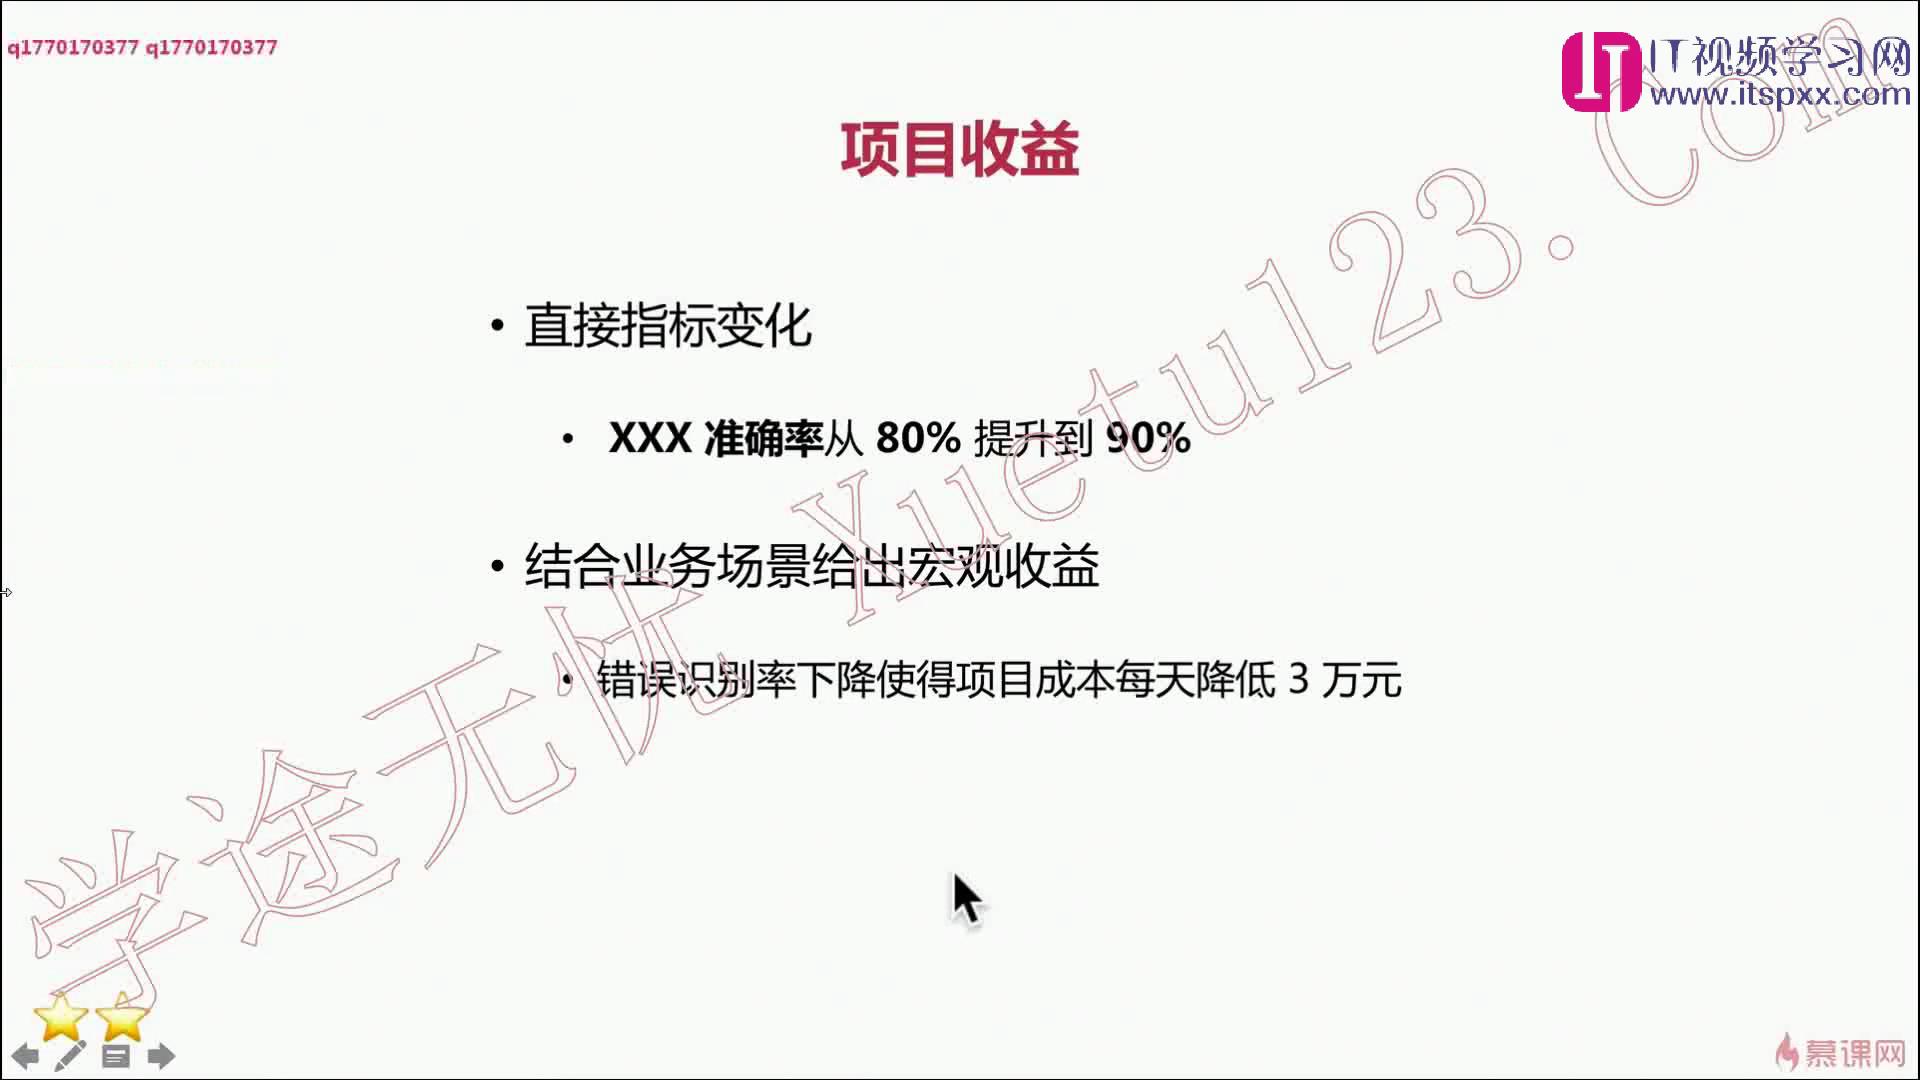 q1770170377 q1770170377
IT视频学习网
www.itspxx.com
项目收益
• 直接指标变化
• XXX 准确率从 80% 提升到 90%
• 结合业务场景给出宏观收益
• 错误识别率下降使得项目成本每天降低 3 万元
学途无忧 Xuetu123.Com
慕课网